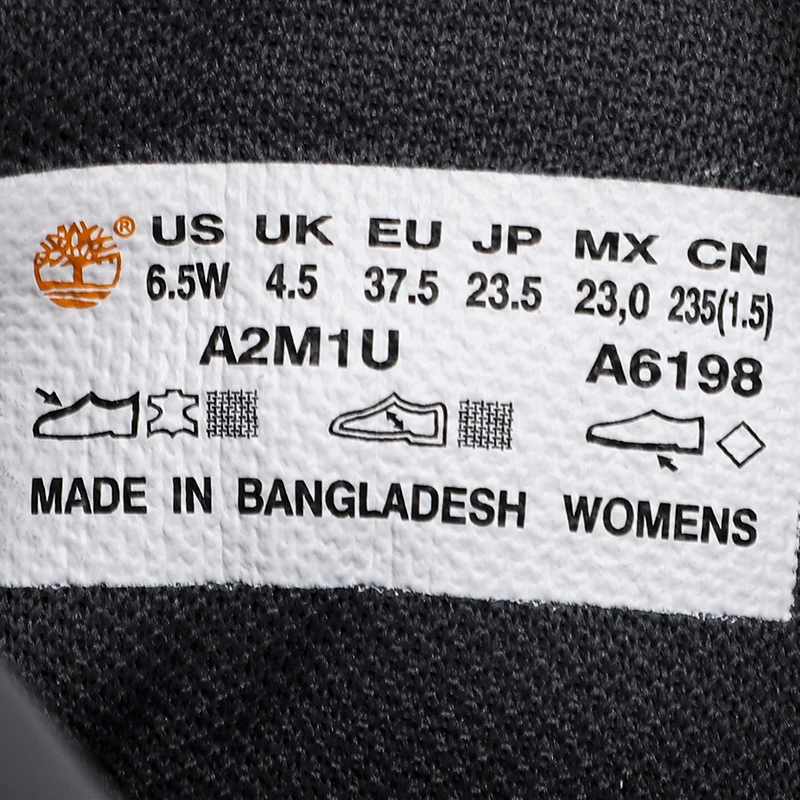 ® US UK EU JP MX CN
6.5W 4.5 37.5 23.5 23,0 235(1.5)
A2M1U A6198
MADE IN BANGLADESH WOMENS